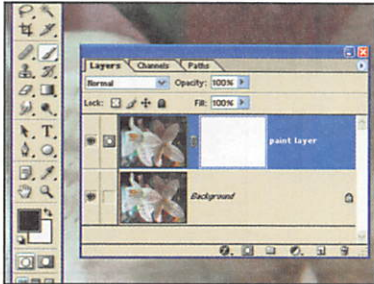 Layers Channels Paths
Normal Opacity: 100%
Lock: Fill: 100%
paint layer
Background
T